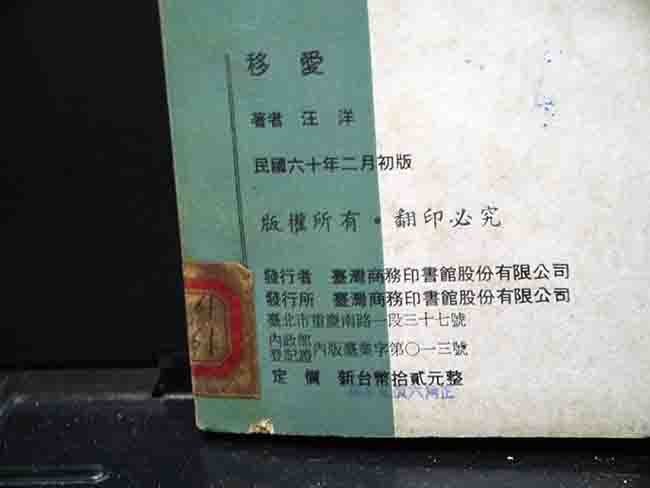 移愛
著者 汪洋
民國六十年二月初版
版權所有•翻印必究
發行者 臺灣商務印書館股份有限公司
發行所 臺灣商務印書館股份有限公司
臺北市重慶南路一段三十七號
內政部登記證內版臺業字第〇一三號
定價 新台幣拾貳元整